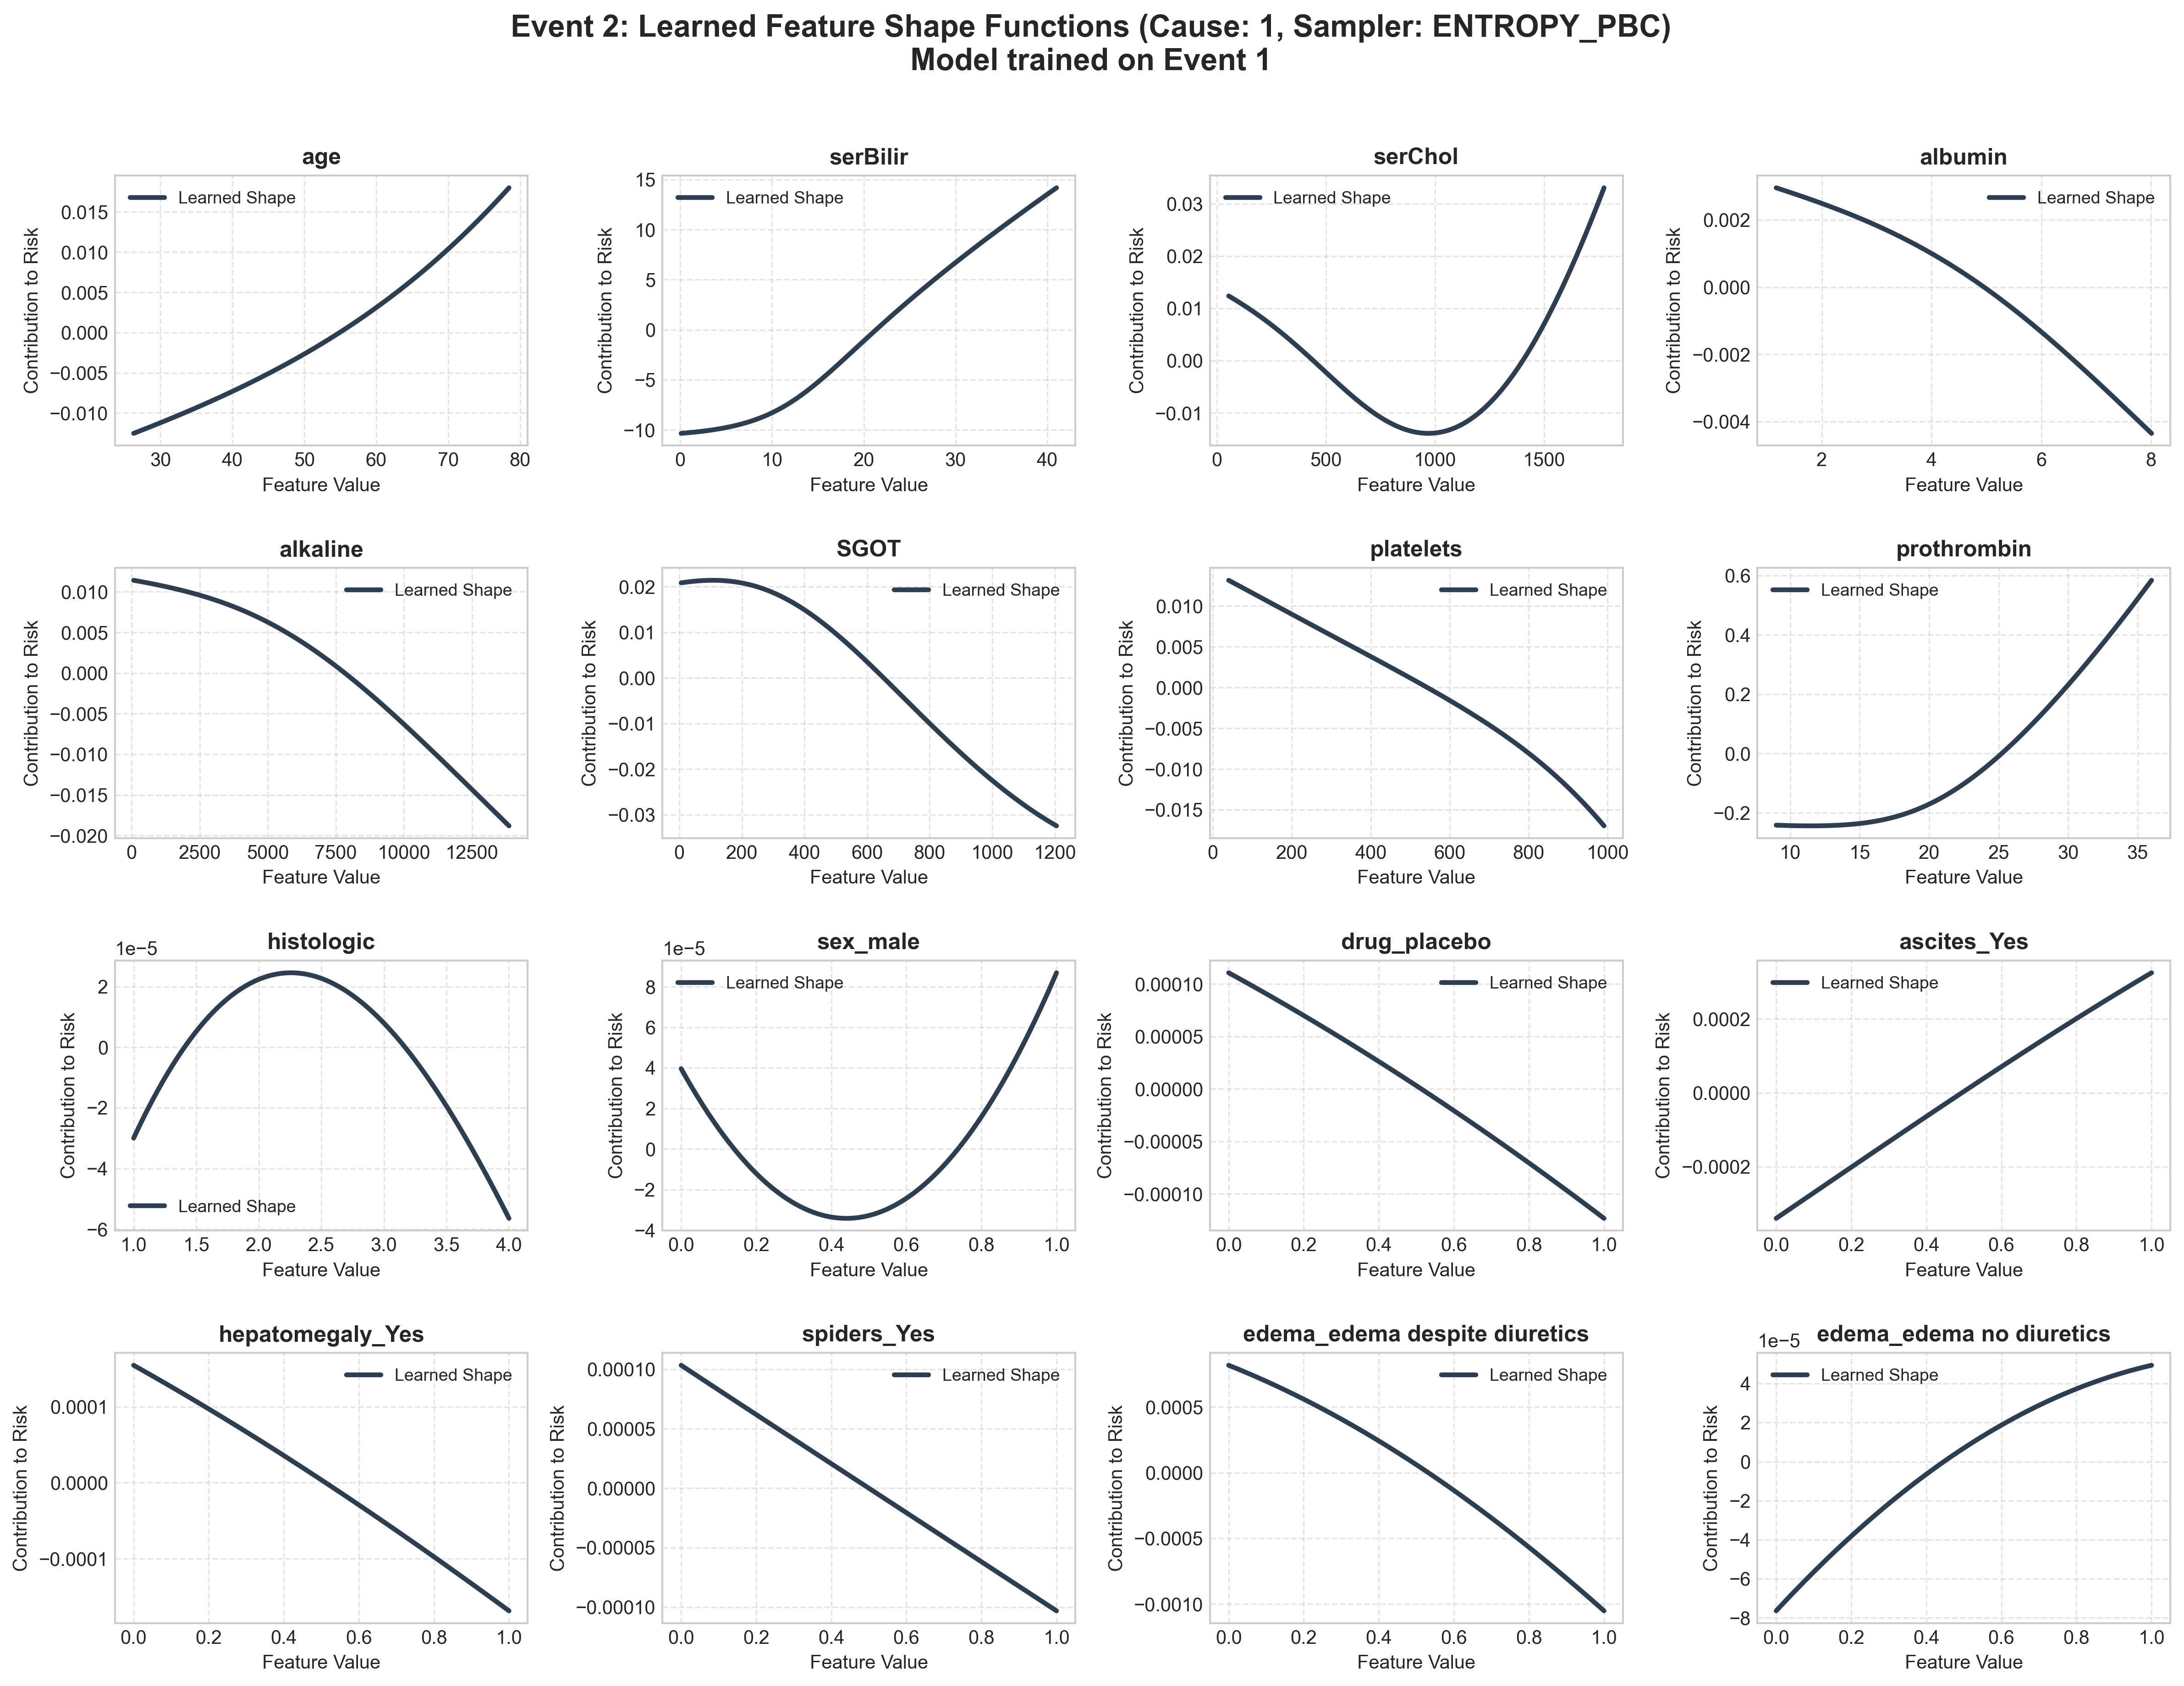 Event 2: Learned Feature Shape Functions (Cause: 1, Sampler: ENTROPY_PBC)
Model trained on Event 1
age
Learned Shape
Contribution to Risk
0.015
0.010
0.005
0.000
−0.005
−0.010
30 40 50 60 70 80
Feature Value
serBilir
Learned Shape
Contribution to Risk
15
10
5
0
−5
−10
0 10 20 30 40
Feature Value
serChol
Learned Shape
Contribution to Risk
0.03
0.02
0.01
0.00
−0.01
0 500 1000 1500
Feature Value
albumin
Learned Shape
Contribution to Risk
0.002
0.000
−0.002
−0.004
2 4 6 8
Feature Value
alkaline
Learned Shape
Contribution to Risk
0.010
0.005
0.000
−0.005
−0.010
−0.015
−0.020
0 2500 5000 7500 10000 12500
Feature Value
SGOT
Learned Shape
Contribution to Risk
0.02
0.01
0.00
−0.01
−0.02
−0.03
0 200 400 600 800 1000 1200
Feature Value
platelets
Learned Shape
Contribution to Risk
0.010
0.005
0.000
−0.005
−0.010
−0.015
0 200 400 600 800 1000
Feature Value
prothrombin
Learned Shape
Contribution to Risk
0.6
0.4
0.2
0.0
−0.2
10 15 20 25 30 35
Feature Value
histologic
1e−5
Learned Shape
Contribution to Risk
2
0
−2
−4
−6
1.0 1.5 2.0 2.5 3.0 3.5 4.0
Feature Value
sex_male
1e−5
Learned Shape
Contribution to Risk
8
6
4
2
0
−2
−4
0.0 0.2 0.4 0.6 0.8 1.0
Feature Value
drug_placebo
Learned Shape
Contribution to Risk
0.00010
0.00005
0.00000
−0.00005
−0.00010
0.0 0.2 0.4 0.6 0.8 1.0
Feature Value
ascites_Yes
Learned Shape
Contribution to Risk
0.0002
0.0000
−0.0002
0.0 0.2 0.4 0.6 0.8 1.0
Feature Value
hepatomegaly_Yes
Learned Shape
Contribution to Risk
0.0001
0.0000
−0.0001
0.0 0.2 0.4 0.6 0.8 1.0
Feature Value
spiders_Yes
Learned Shape
Contribution to Risk
0.00010
0.00005
0.00000
−0.00005
−0.00010
0.0 0.2 0.4 0.6 0.8 1.0
Feature Value
edema_edema despite diuretics
Learned Shape
Contribution to Risk
0.0005
0.0000
−0.0005
−0.0010
0.0 0.2 0.4 0.6 0.8 1.0
Feature Value
edema_edema no diuretics
1e−5
Learned Shape
Contribution to Risk
4
2
0
−2
−4
−6
−8
0.0 0.2 0.4 0.6 0.8 1.0
Feature Value